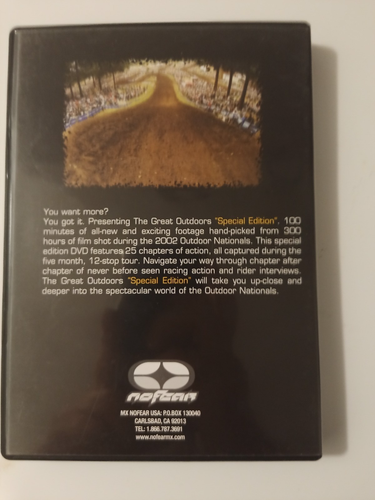 You want more?
You got it. Presenting The Great Outdoors "Special Edition". 100
minutes of all-new and exciting footage hand-picked from 300
hours of film shot during the 2002 Outdoor Nationals. This special
edition DVD features 25 chapters of action, all captured during the
five month, 12-stop tour. Navigate your way through chapter after
chapter of never before seen racing action and rider interviews.
The Great Outdoors "Special Edition" will take you up-close and
deeper into the spectacular world of the Outdoor Nationals.
nofear
MX NOFEAR USA: P.O.BOX 130040
CARLSBAD, CA 92013
TEL: 1.866.787.3691
www.nofearmx.com